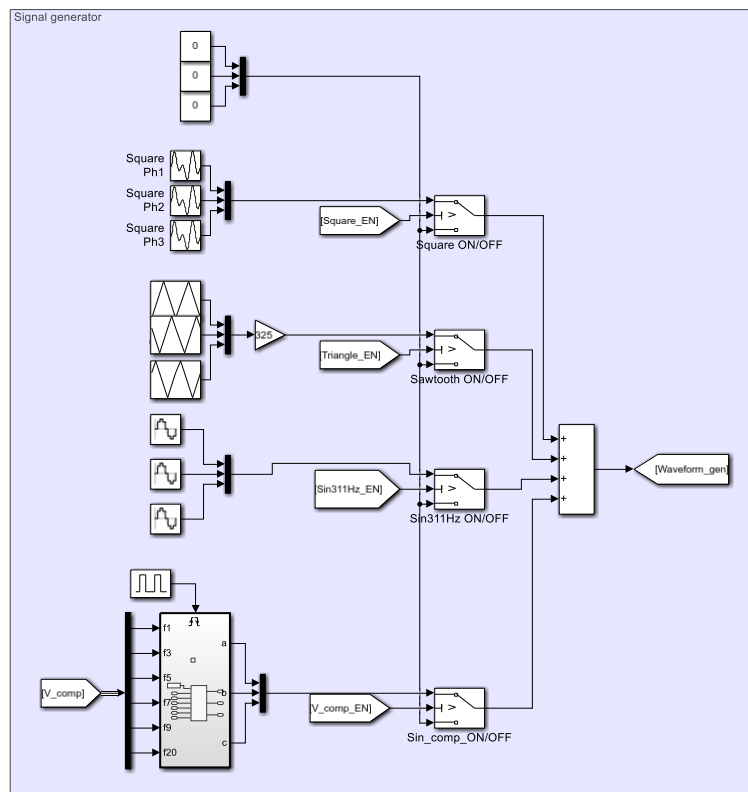 Signal generator
0
0
0
Square
Ph1
Square
Ph2
Square
Ph3
[Square_EN]
>
Square ON/OFF
325
[Triangle_EN]
>
Sawtooth ON/OFF
[Sin311Hz_EN]
>
Sin311Hz ON/OFF
+
+
+
+
[Waveform_gen]
f1
f3
f5
f7
f9
f20
a
b
c
[V_comp]
[V_comp_EN]
>
Sin_comp_ON/OFF